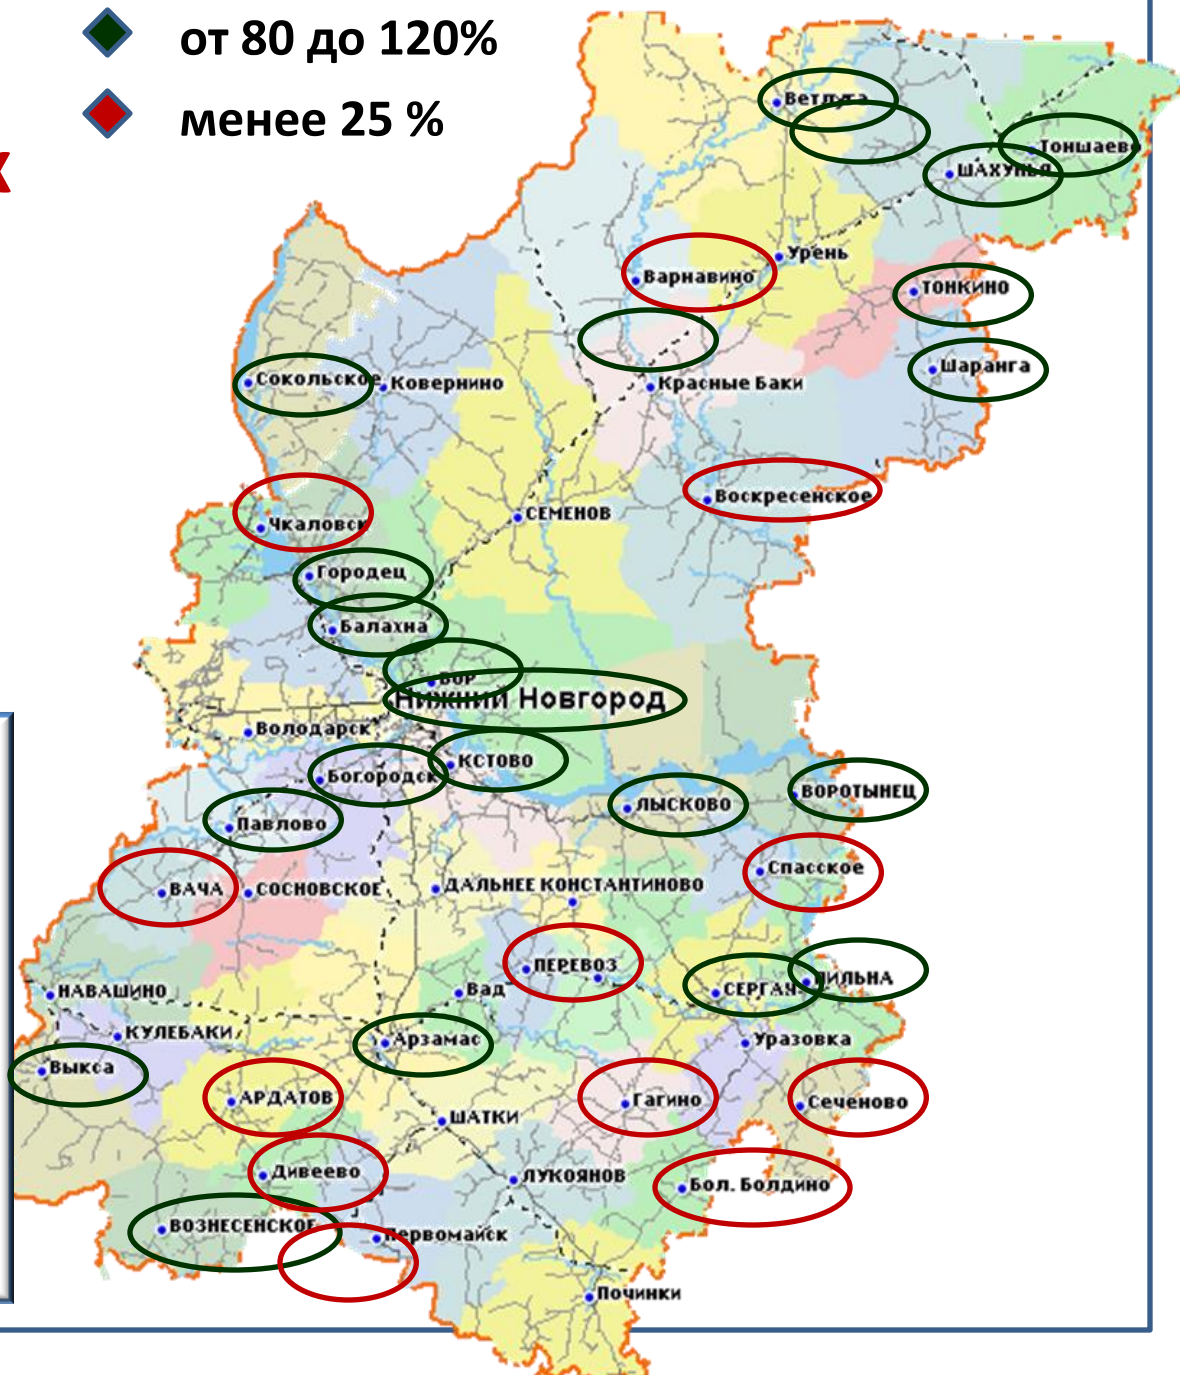 от 80 до 120%
менее 25 %
Ветлуга
Тоншаево
ШАХУНЬЯ
Урень
Варнавино
ТОНКИНО
Шаранга
Сокольское
Ковернино
Красные Баки
Воскресенское
СЕМЕНОВ
Чкаловск
Городец
Балахна
БОР
Нижний Новгород
Володарск
КСТОВО
Богородск
ВОРОТЫНЕЦ
ЛЫСКОВО
Павлово
Спасское
ВАЧА
СОСНОВСКОЕ
ДАЛЬНЕЕ КОНСТАНТИНОВО
ПЕРЕВОЗ
ПИЛЬНА
СЕРГАЧ
НАВАШИНО
Вад
КУЛЕБАКИ
Арзамас
Уразовка
Выкса
АРДАТОВ
Гагино
Сеченово
ШАТКИ
Дивеево
ЛУКОЯНОВ
Бол. Болдино
ВОЗНЕСЕНСКОЕ
Первомайск
Починки